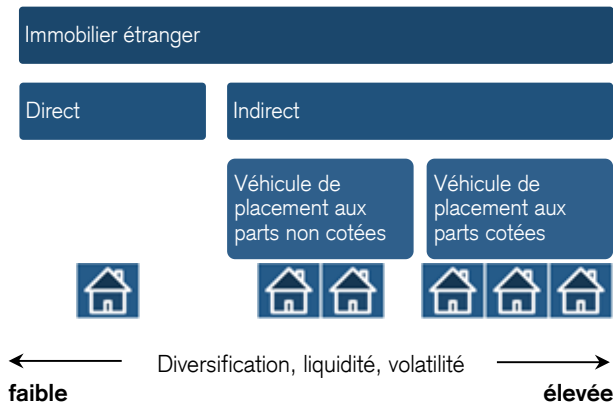 Immobilier étranger
Direct
Indirect
Véhicule de
placement aux
parts non cotées
Véhicule de
placement aux
parts cotées
Diversification, liquidité, volatilité
faible
élevée